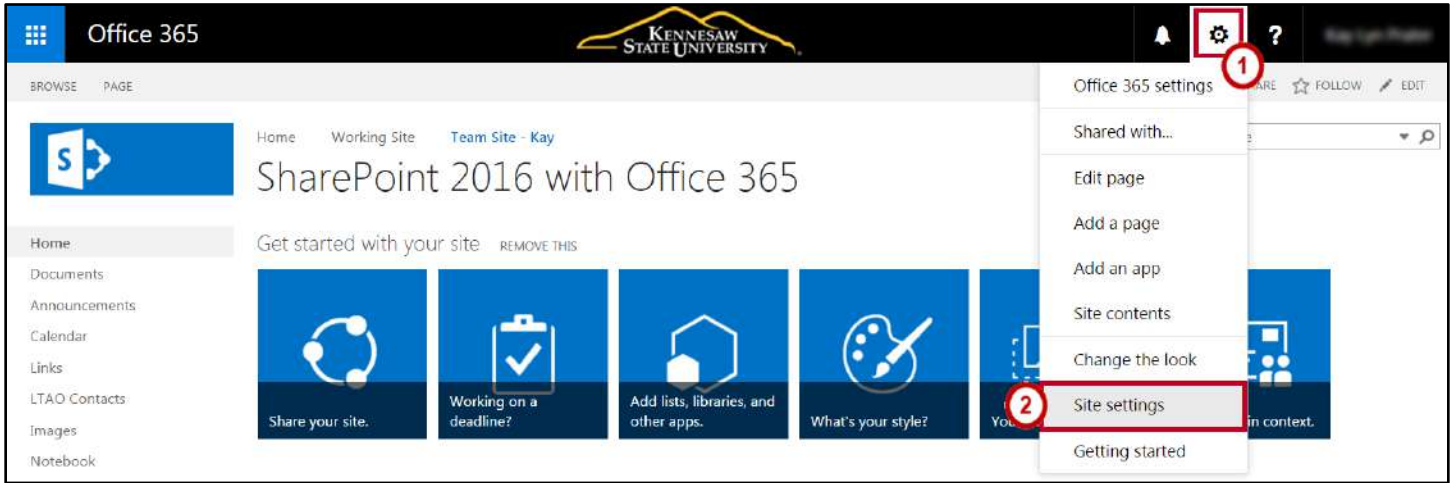 Office 365
KENNESAW
STATE UNIVERSITY
?
1
BROWSE PAGE
ARE FOLLOW EDIT
Office 365 settings
Shared with...
Edit page
Add a page
Add an app
Site contents
Change the look
2 Site settings
Getting started
S
Home Working Site Team Site - Kay
SharePoint 2016 with Office 365
Home
Documents
Announcements
Calendar
Links
LTAO Contacts
Images
Notebook
Get started with your site REMOVE THIS
Share your site.
Working on a
deadline?
Add lists, libraries, and
other apps.
What's your style?
in context.